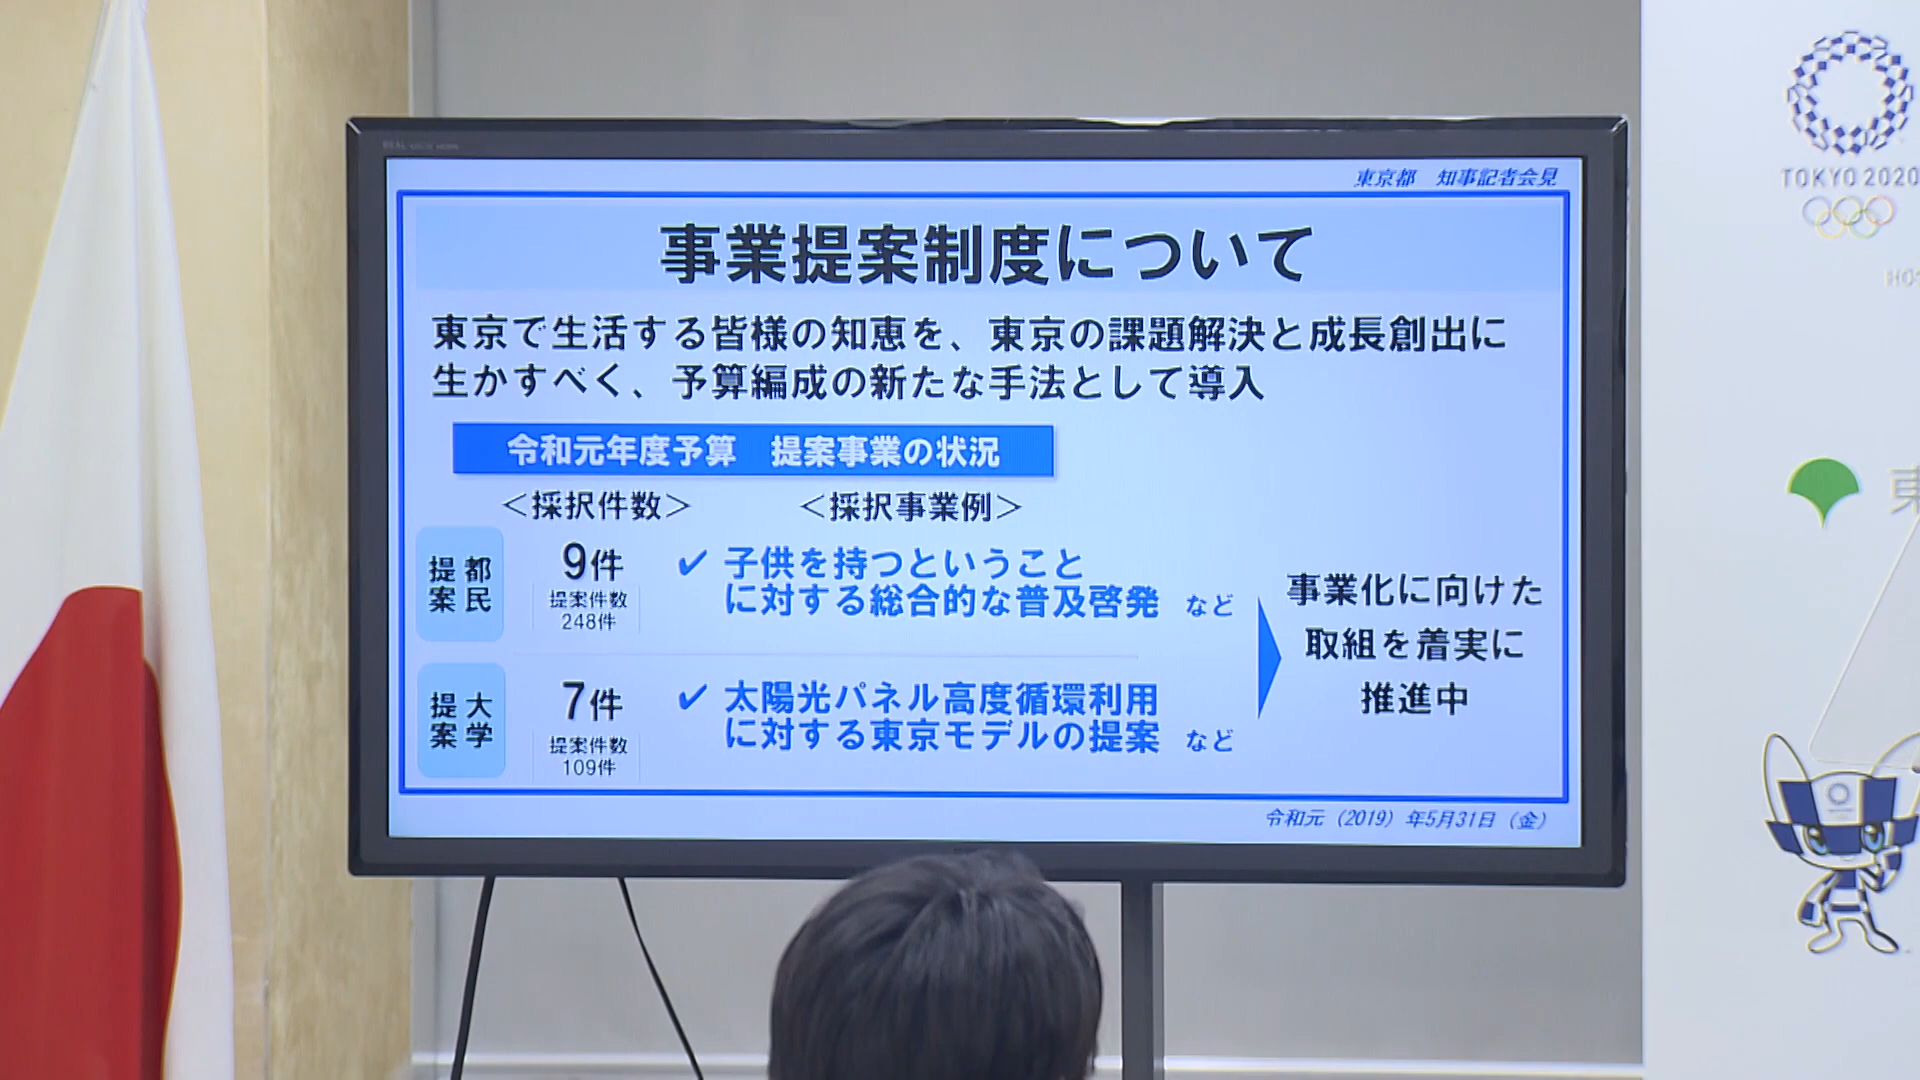 東京都　知事記者会見
事業提案制度について
東京で生活する皆様の知恵を、東京の課題解決と成長創出に
生かすべく、予算編成の新たな手法として導入
令和元年度予算　提案事業の状況
＜採択件数＞　＜採択事業例＞
都民提案
9件
提案件数
248件
✓ 子供を持つということ
に対する総合的な普及啓発 など
大学提案
7件
提案件数
109件
✓ 太陽光パネル高度循環利用
に対する東京モデルの提案 など
事業化に向けた
取組を着実に
推進中
令和元（2019）年5月31日（金）
TOKYO 2020